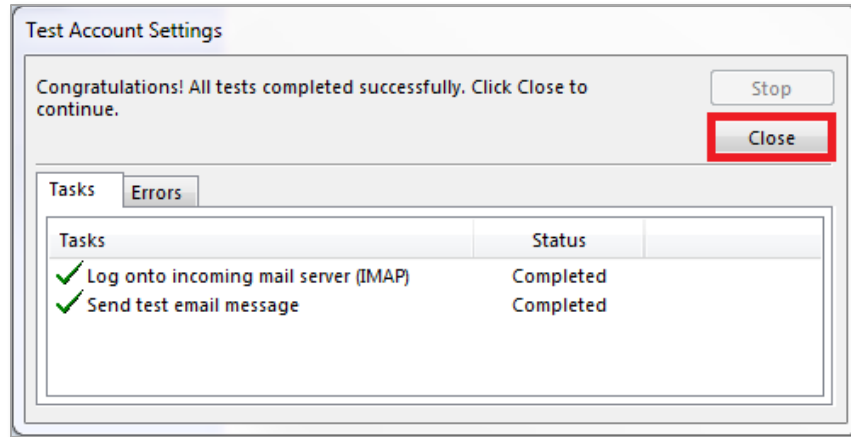 Test Account Settings
Congratulations! All tests completed successfully. Click Close to
continue.
Stop
Close
Tasks Errors
Tasks Status
Log onto incoming mail server (IMAP) Completed
Send test email message Completed